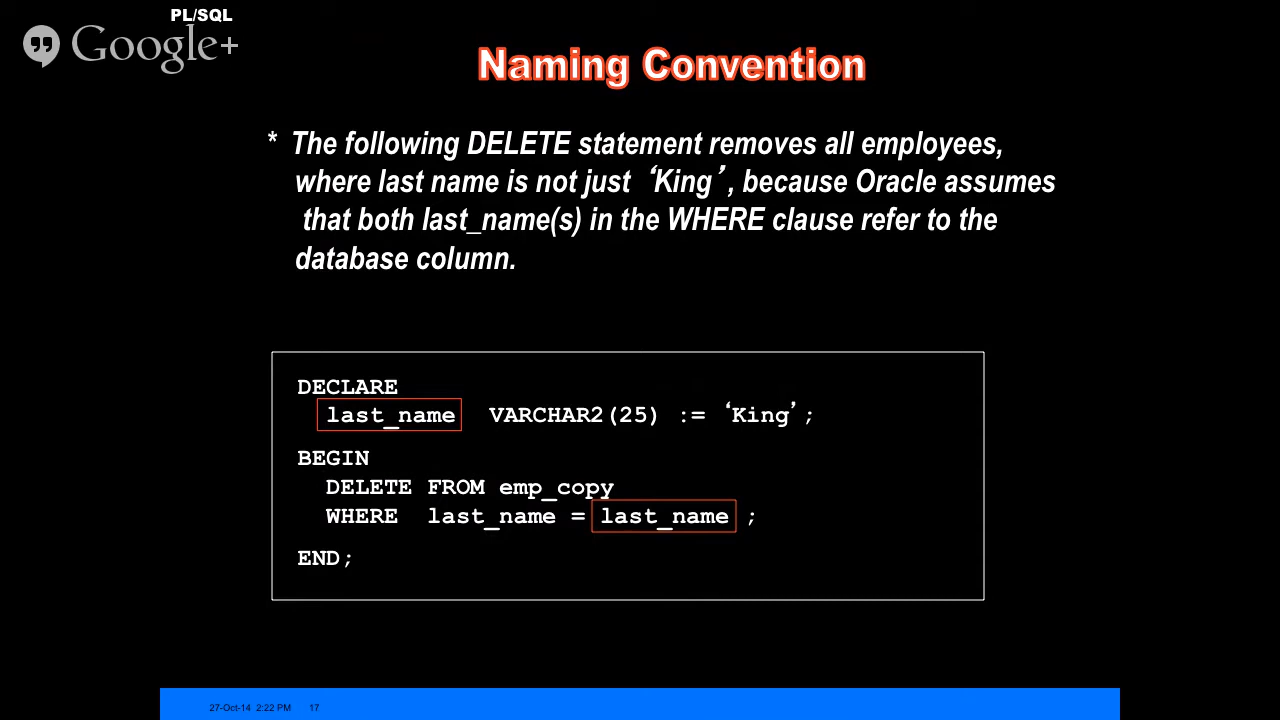 PL/SQL
Google+
Naming Convention
* The following DELETE statement removes all employees,
where last name is not just ‘King’, because Oracle assumes
that both last_name(s) in the WHERE clause refer to the
database column.
DECLARE
last_name VARCHAR2(25) := ‘King’;
BEGIN
DELETE FROM emp_copy
WHERE last_name = last_name ;
END;
27-Oct-14 2:22 PM 17